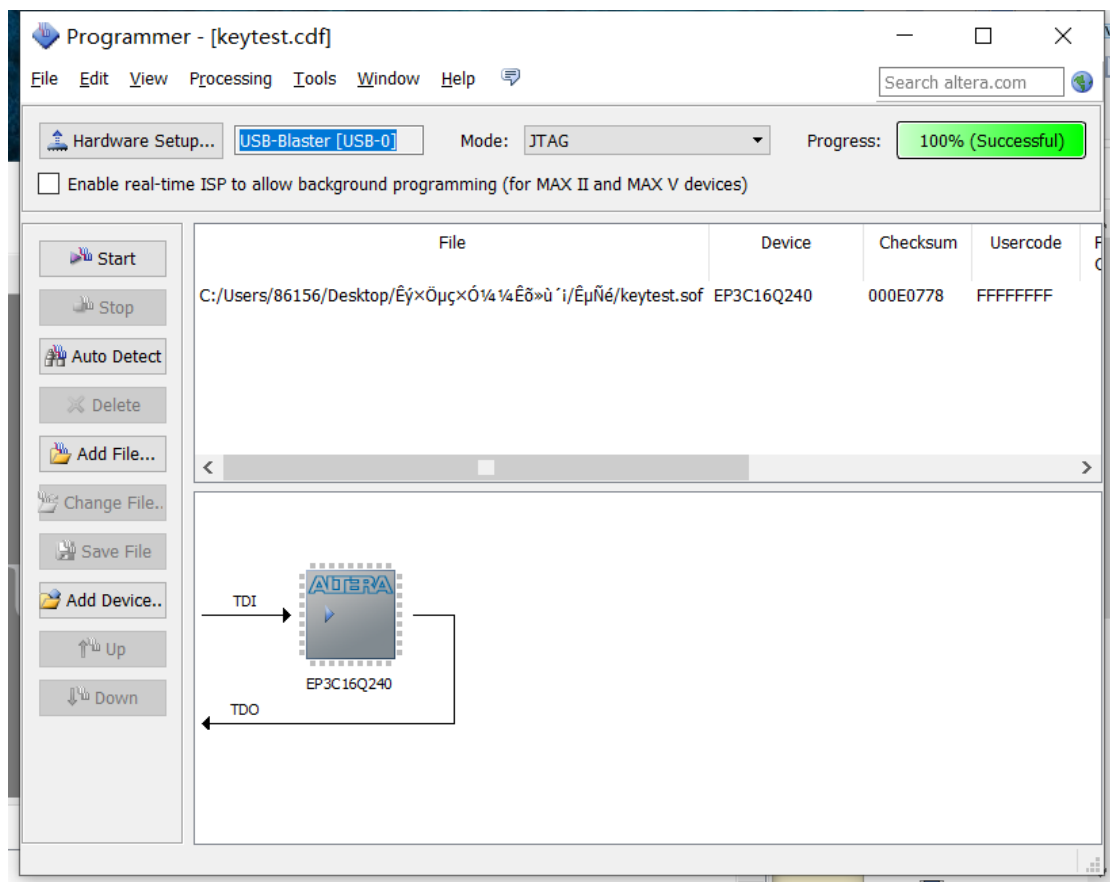 Programmer - [keytest.cdf]
File Edit View Processing Tools Window Help
Search altera.com
Hardware Setup... USB-Blaster [USB-0] Mode: JTAG Progress: 100% (Successful)
Enable real-time ISP to allow background programming (for MAX II and MAX V devices)
File Device Checksum Usercode
C:/Users/86156/Desktop/Êý×Öµç×Ó¼¼Êõ»ù´¡/ʵÑé/keytest.sof EP3C16Q240 000E0778 FFFFFFFF
Start
Stop
Auto Detect
Delete
Add File...
Change File..
Save File
Add Device..
Up
Down
ALTERA
TDI
EP3C16Q240
TDO